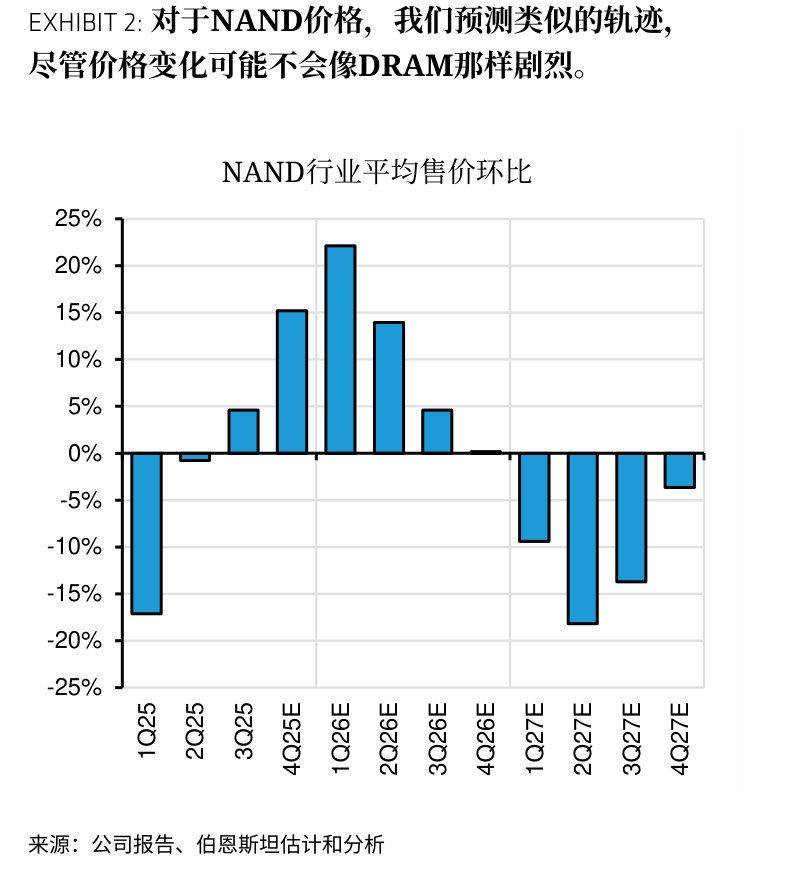 EXHIBIT 2: 对于NAND价格，我们预测类似的轨迹，
尽管价格变化可能不会像DRAM那样剧烈。
NAND行业平均售价环比
25%
20%
15%
10%
5%
0%
-5%
-10%
-15%
-20%
-25%
1Q25
2Q25
3Q25
4Q25E
1Q26E
2Q26E
3Q26E
4Q26E
1Q27E
2Q27E
3Q27E
4Q27E
来源：公司报告、伯恩斯坦估计和分析